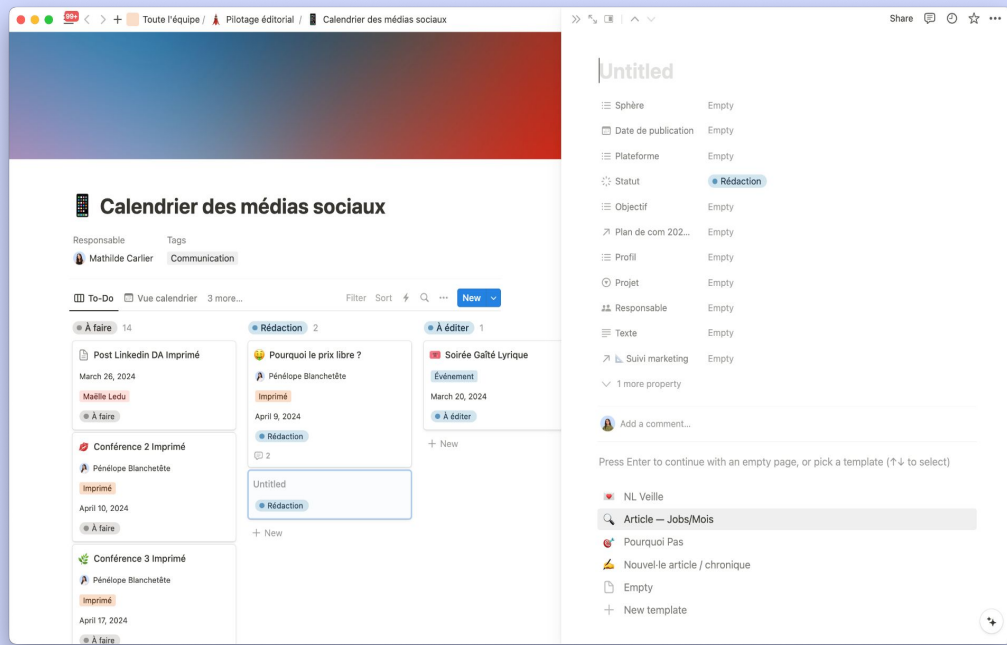 99+
Toute l'équipe / Pilotage éditorial / Calendrier des médias sociaux
Calendrier des médias sociaux
Responsable Tags
Mathilde Carlier Communication
To-Do Vue calendrier 3 more... Filter Sort New
À faire 14
Post Linkedin DA Imprimé
March 26, 2024
Maëlle Ledu
À faire
Conférence 2 Imprimé
Pénélope Blanchetête
Imprimé
April 10, 2024
À faire
Conférence 3 Imprimé
Pénélope Blanchetête
Imprimé
April 17, 2024
À faire
Rédaction 2
Pourquoi le prix libre ?
Pénélope Blanchetête
Imprimé
April 9, 2024
Rédaction
2
Untitled
Rédaction
+ New
À éditer 1
Soirée Gaîté Lyrique
Événement
March 20, 2024
À éditer
+ New
Share
Untitled
Sphère Empty
Date de publication Empty
Plateforme Empty
Statut Rédaction
Objectif Empty
Plan de com 202... Empty
Profil Empty
Projet Empty
Responsable Empty
Texte Empty
Suivi marketing Empty
1 more property
Add a comment...
Press Enter to continue with an empty page, or pick a template (↑↓ to select)
NL Veille
Article — Jobs/Mois
Pourquoi Pas
Nouvel·le article / chronique
Empty
New template